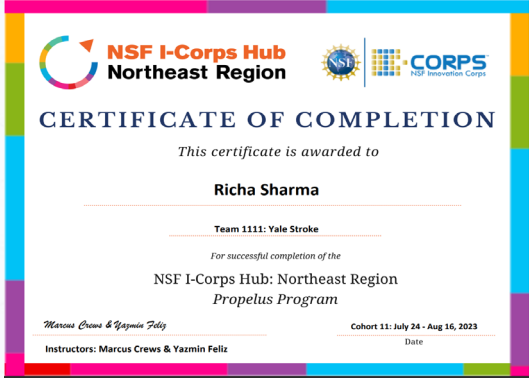 NSF I-Corps Hub
Northeast Region
NSF
I-CORPS
NSF Innovation Corps
CERTIFICATE OF COMPLETION
This certificate is awarded to
Richa Sharma
Team 1111: Yale Stroke
For successful completion of the
NSF I-Corps Hub: Northeast Region
Propelus Program
Marcus Crews & Yazmin Feliz
Cohort 11: July 24 - Aug 16, 2023
Date
Instructors: Marcus Crews & Yazmin Feliz